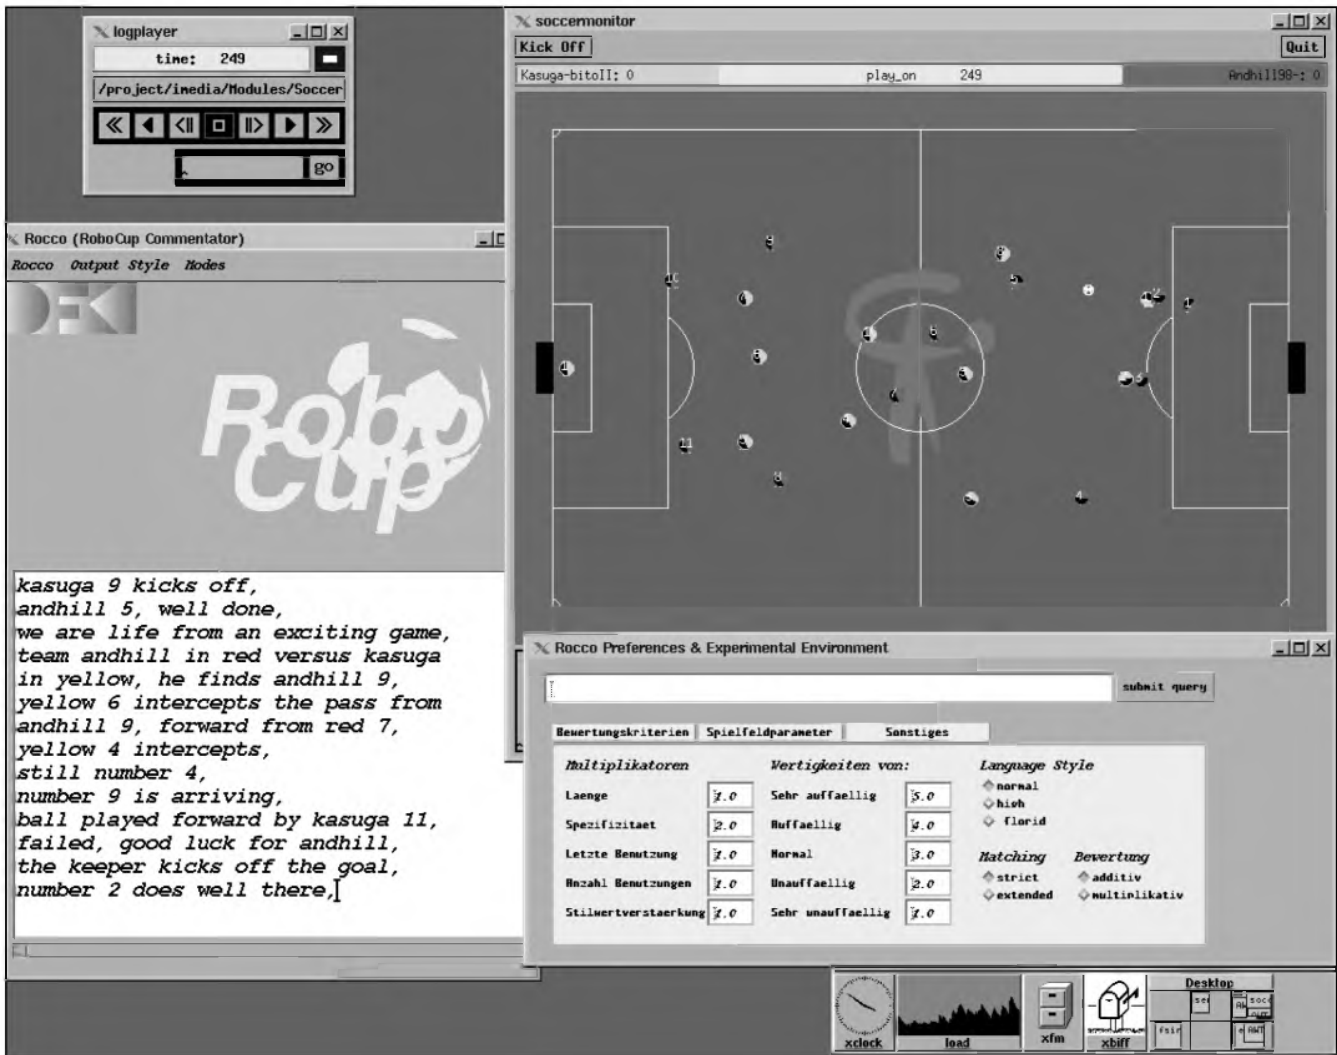 logplayer
time: 249
/project/imedia/Modules/Soccer
go
soccermonitor
Kick Off
Quit
Kasuga-bitoII: 0
play_on 249
Andhill98-: 0
10
11
4
Rocco (RoboCup Commentator)
Rocco Output Style Modes
DFKI
Robo
Cup
kasuga 9 kicks off,
andhill 5, well done,
we are life from an exciting game,
team andhill in red versus kasuga
in yellow, he finds andhill 9,
yellow 6 intercepts the pass from
andhill 9, forward from red 7,
yellow 4 intercepts,
still number 4,
number 9 is arriving,
ball played forward by kasuga 11,
failed, good luck for andhill,
the keeper kicks off the goal,
number 2 does well there,
Rocco Preferences & Experimental Environment
submit query
Bewertungskriterien Spielfeldparameter Sonstiges
Multiplikatoren
Laenge 1.0
Spezifizitaet 2.0
Letzte Benutzung 1.0
Anzahl Benutzungen 1.0
Stilwertverstaerkung 1.0
Wertigkeiten von:
Sehr auffaellig 5.0
Auffaellig 4.0
Normal 3.0
Unauffaellig 2.0
Sehr unauffaellig 1.0
Language Style
normal
high
florid
Matching
strict
extended
Bewertung
additiv
multiplikativ
xclock
load
xfm
xbiff
Desktop